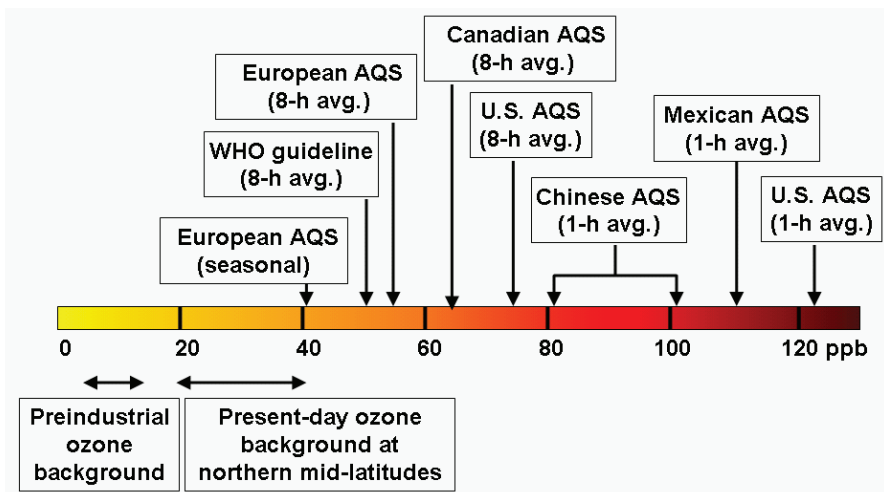 Canadian AQS
(8-h avg.)
European AQS
(8-h avg.)
U.S. AQS
(8-h avg.)
Mexican AQS
(1-h avg.)
WHO guideline
(8-h avg.)
Chinese AQS
(1-h avg.)
U.S. AQS
(1-h avg.)
European AQS
(seasonal)
0 20 40 60 80 100 120 ppb
Preindustrial
ozone
background
Present-day ozone
background at
northern mid-latitudes